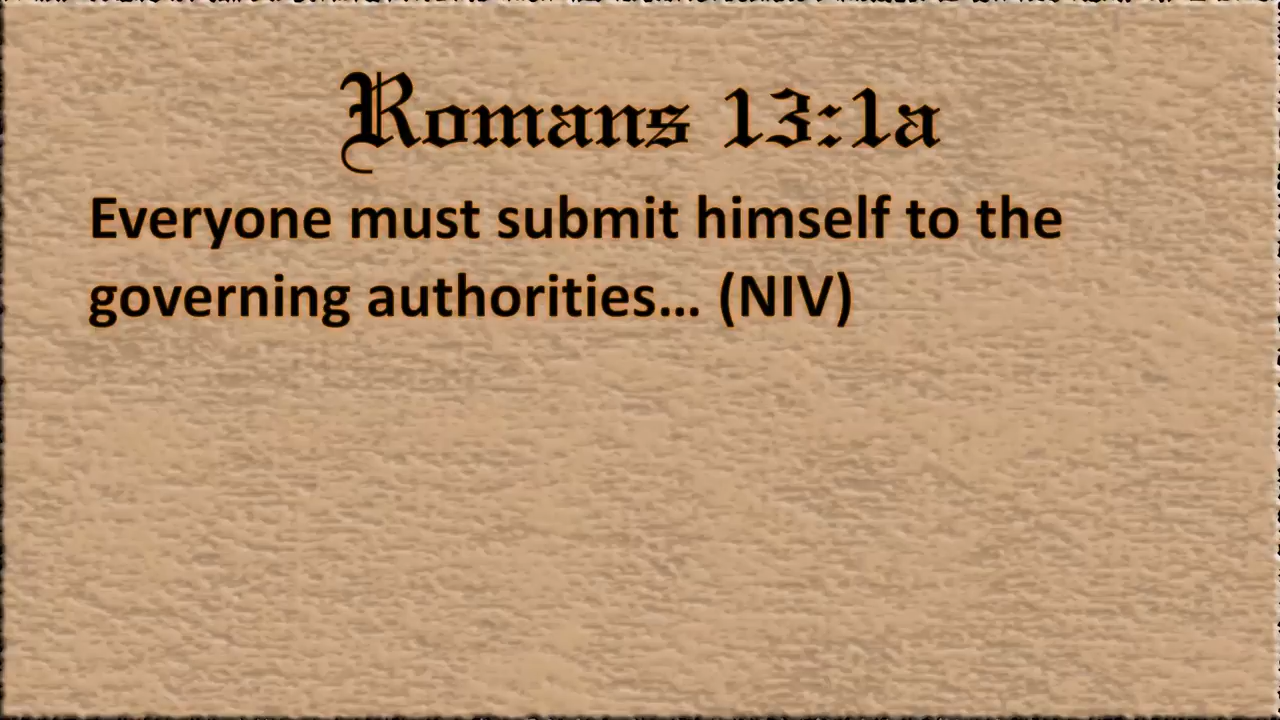 Romans 13:1a
Everyone must submit himself to the
governing authorities… (NIV)